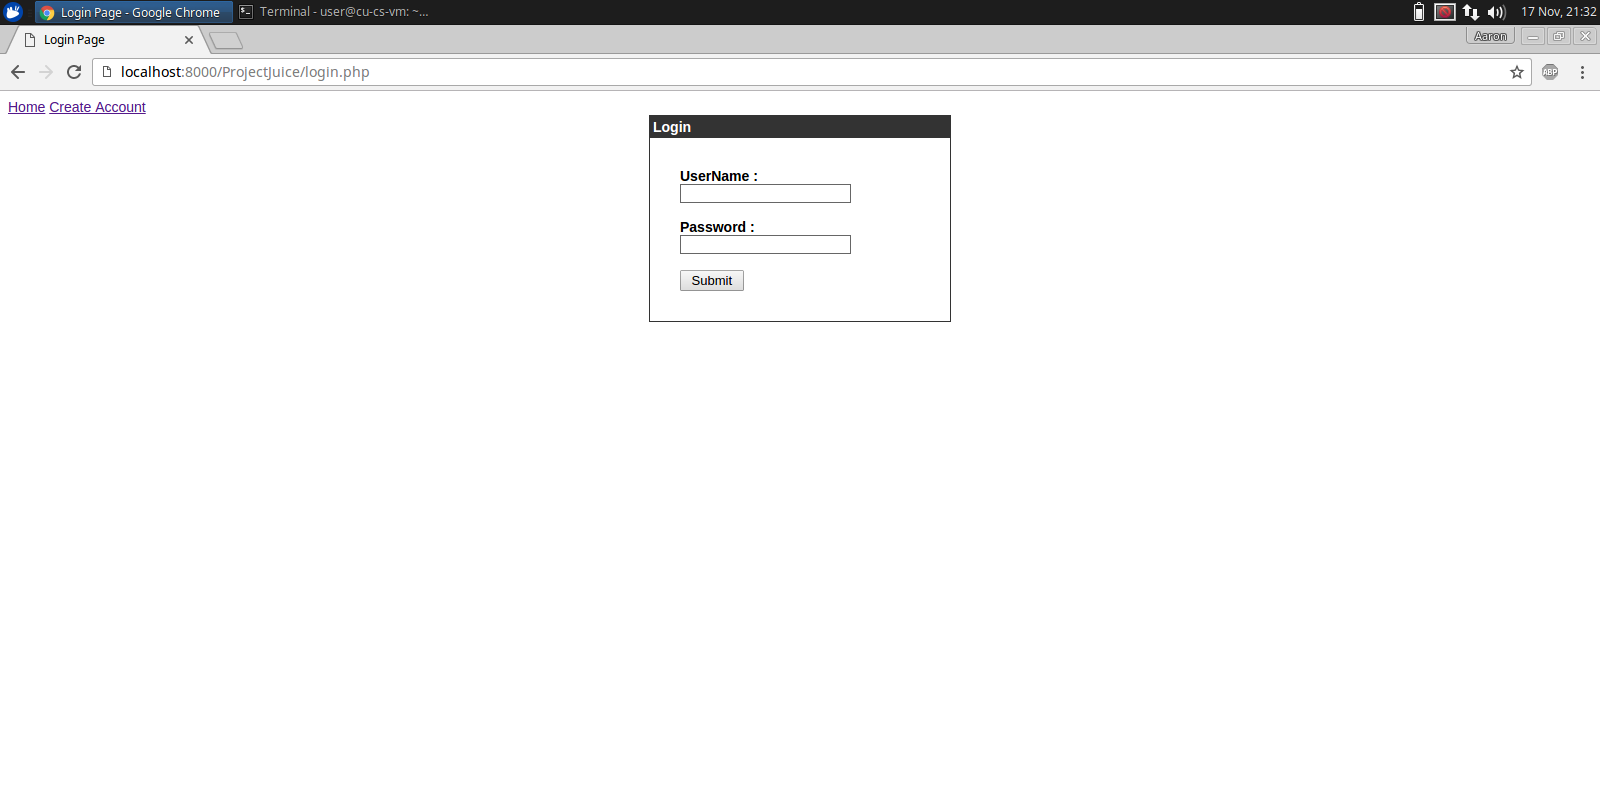 Login Page - Google Chrome
Terminal - user@cu-cs-vm: ~...
17 Nov, 21:32
Login Page
Aaron
localhost:8000/ProjectJuice/login.php
ABP
Home Create Account
Login
UserName :
Password :
Submit